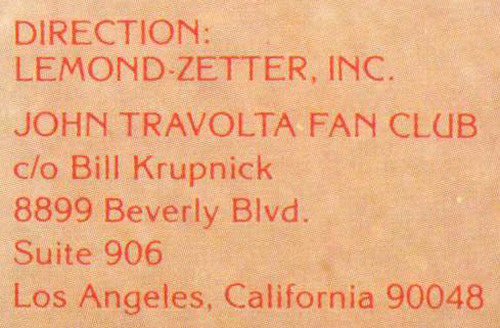 DIRECTION:
LEMOND-ZETTER, INC.
JOHN TRAVOLTA FAN CLUB
c/o Bill Krupnick
8899 Beverly Blvd.
Suite 906
Los Angeles, California 90048